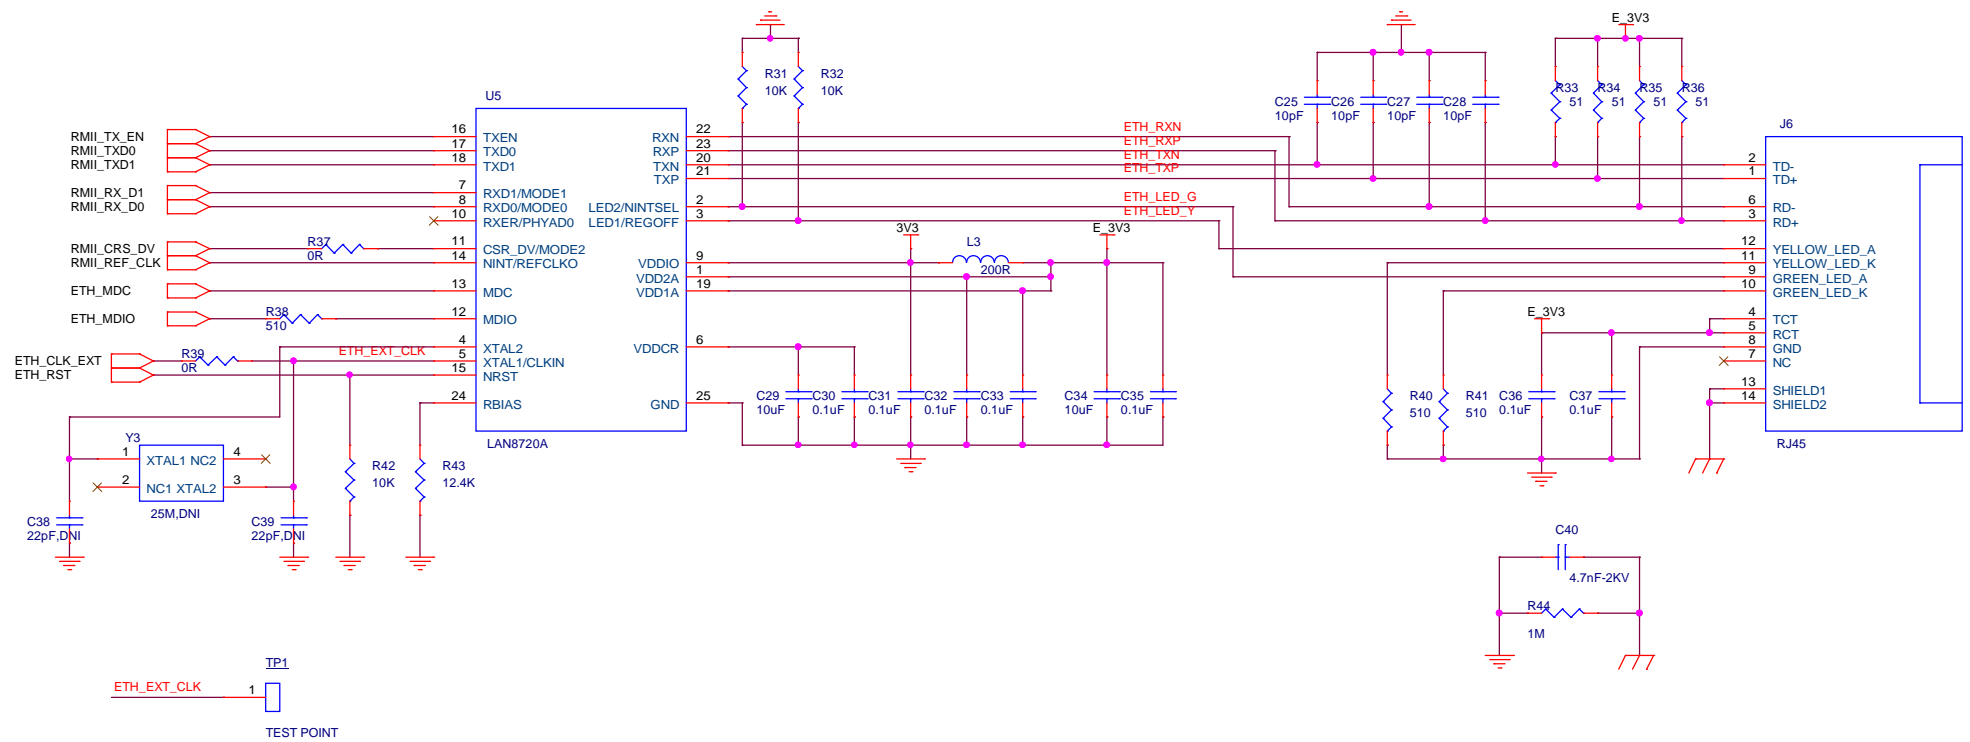 E_3V3
R31
10K
R32
10K
C25
10pF
C26
10pF
C27
10pF
C28
10pF
R33
51
R34
51
R35
51
R36
51
U5
J6
RMII_TX_EN
RMII_TXD0
RMII_TXD1
RMII_RX_D1
RMII_RX_D0
RMII_CRS_DV
RMII_REF_CLK
ETH_MDC
ETH_MDIO
ETH_CLK_EXT
ETH_RST
R37
0R
R38
510
R39
0R
ETH_EXT_CLK
16
17
18
7
8
10
11
14
13
12
4
5
15
24
TXEN
TXD0
TXD1
RXD1/MODE1
RXD0/MODE0
RXER/PHYAD0
CSR_DV/MODE2
NINT/REFCLKO
MDC
MDIO
XTAL2
XTAL1/CLKIN
NRST
RBIAS
RXN
RXP
TXN
TXP
LED2/NINTSEL
LED1/REGOFF
VDDIO
VDD2A
VDD1A
VDDCR
GND
22
23
20
21
2
3
9
1
19
6
25
LAN8720A
ETH_RXN
ETH_RXP
ETH_TXN
ETH_TXP
ETH_LED_G
ETH_LED_Y
3V3
L3
200R
E_3V3
C29
10uF
C30
0.1uF
C31
0.1uF
C32
0.1uF
C33
0.1uF
C34
10uF
C35
0.1uF
E_3V3
R40
510
R41
510
C36
0.1uF
C37
0.1uF
2
1
6
3
12
11
9
10
4
5
8
7
13
14
TD-
TD+
RD-
RD+
YELLOW_LED_A
YELLOW_LED_K
GREEN_LED_A
GREEN_LED_K
TCT
RCT
GND
NC
SHIELD1
SHIELD2
RJ45
Y3
1
2
4
3
XTAL1 NC2
NC1 XTAL2
25M,DNI
C38
22pF,DNI
C39
22pF,DNI
R42
10K
R43
12.4K
C40
4.7nF-2KV
R44
1M
TP1
ETH_EXT_CLK
1
TEST POINT